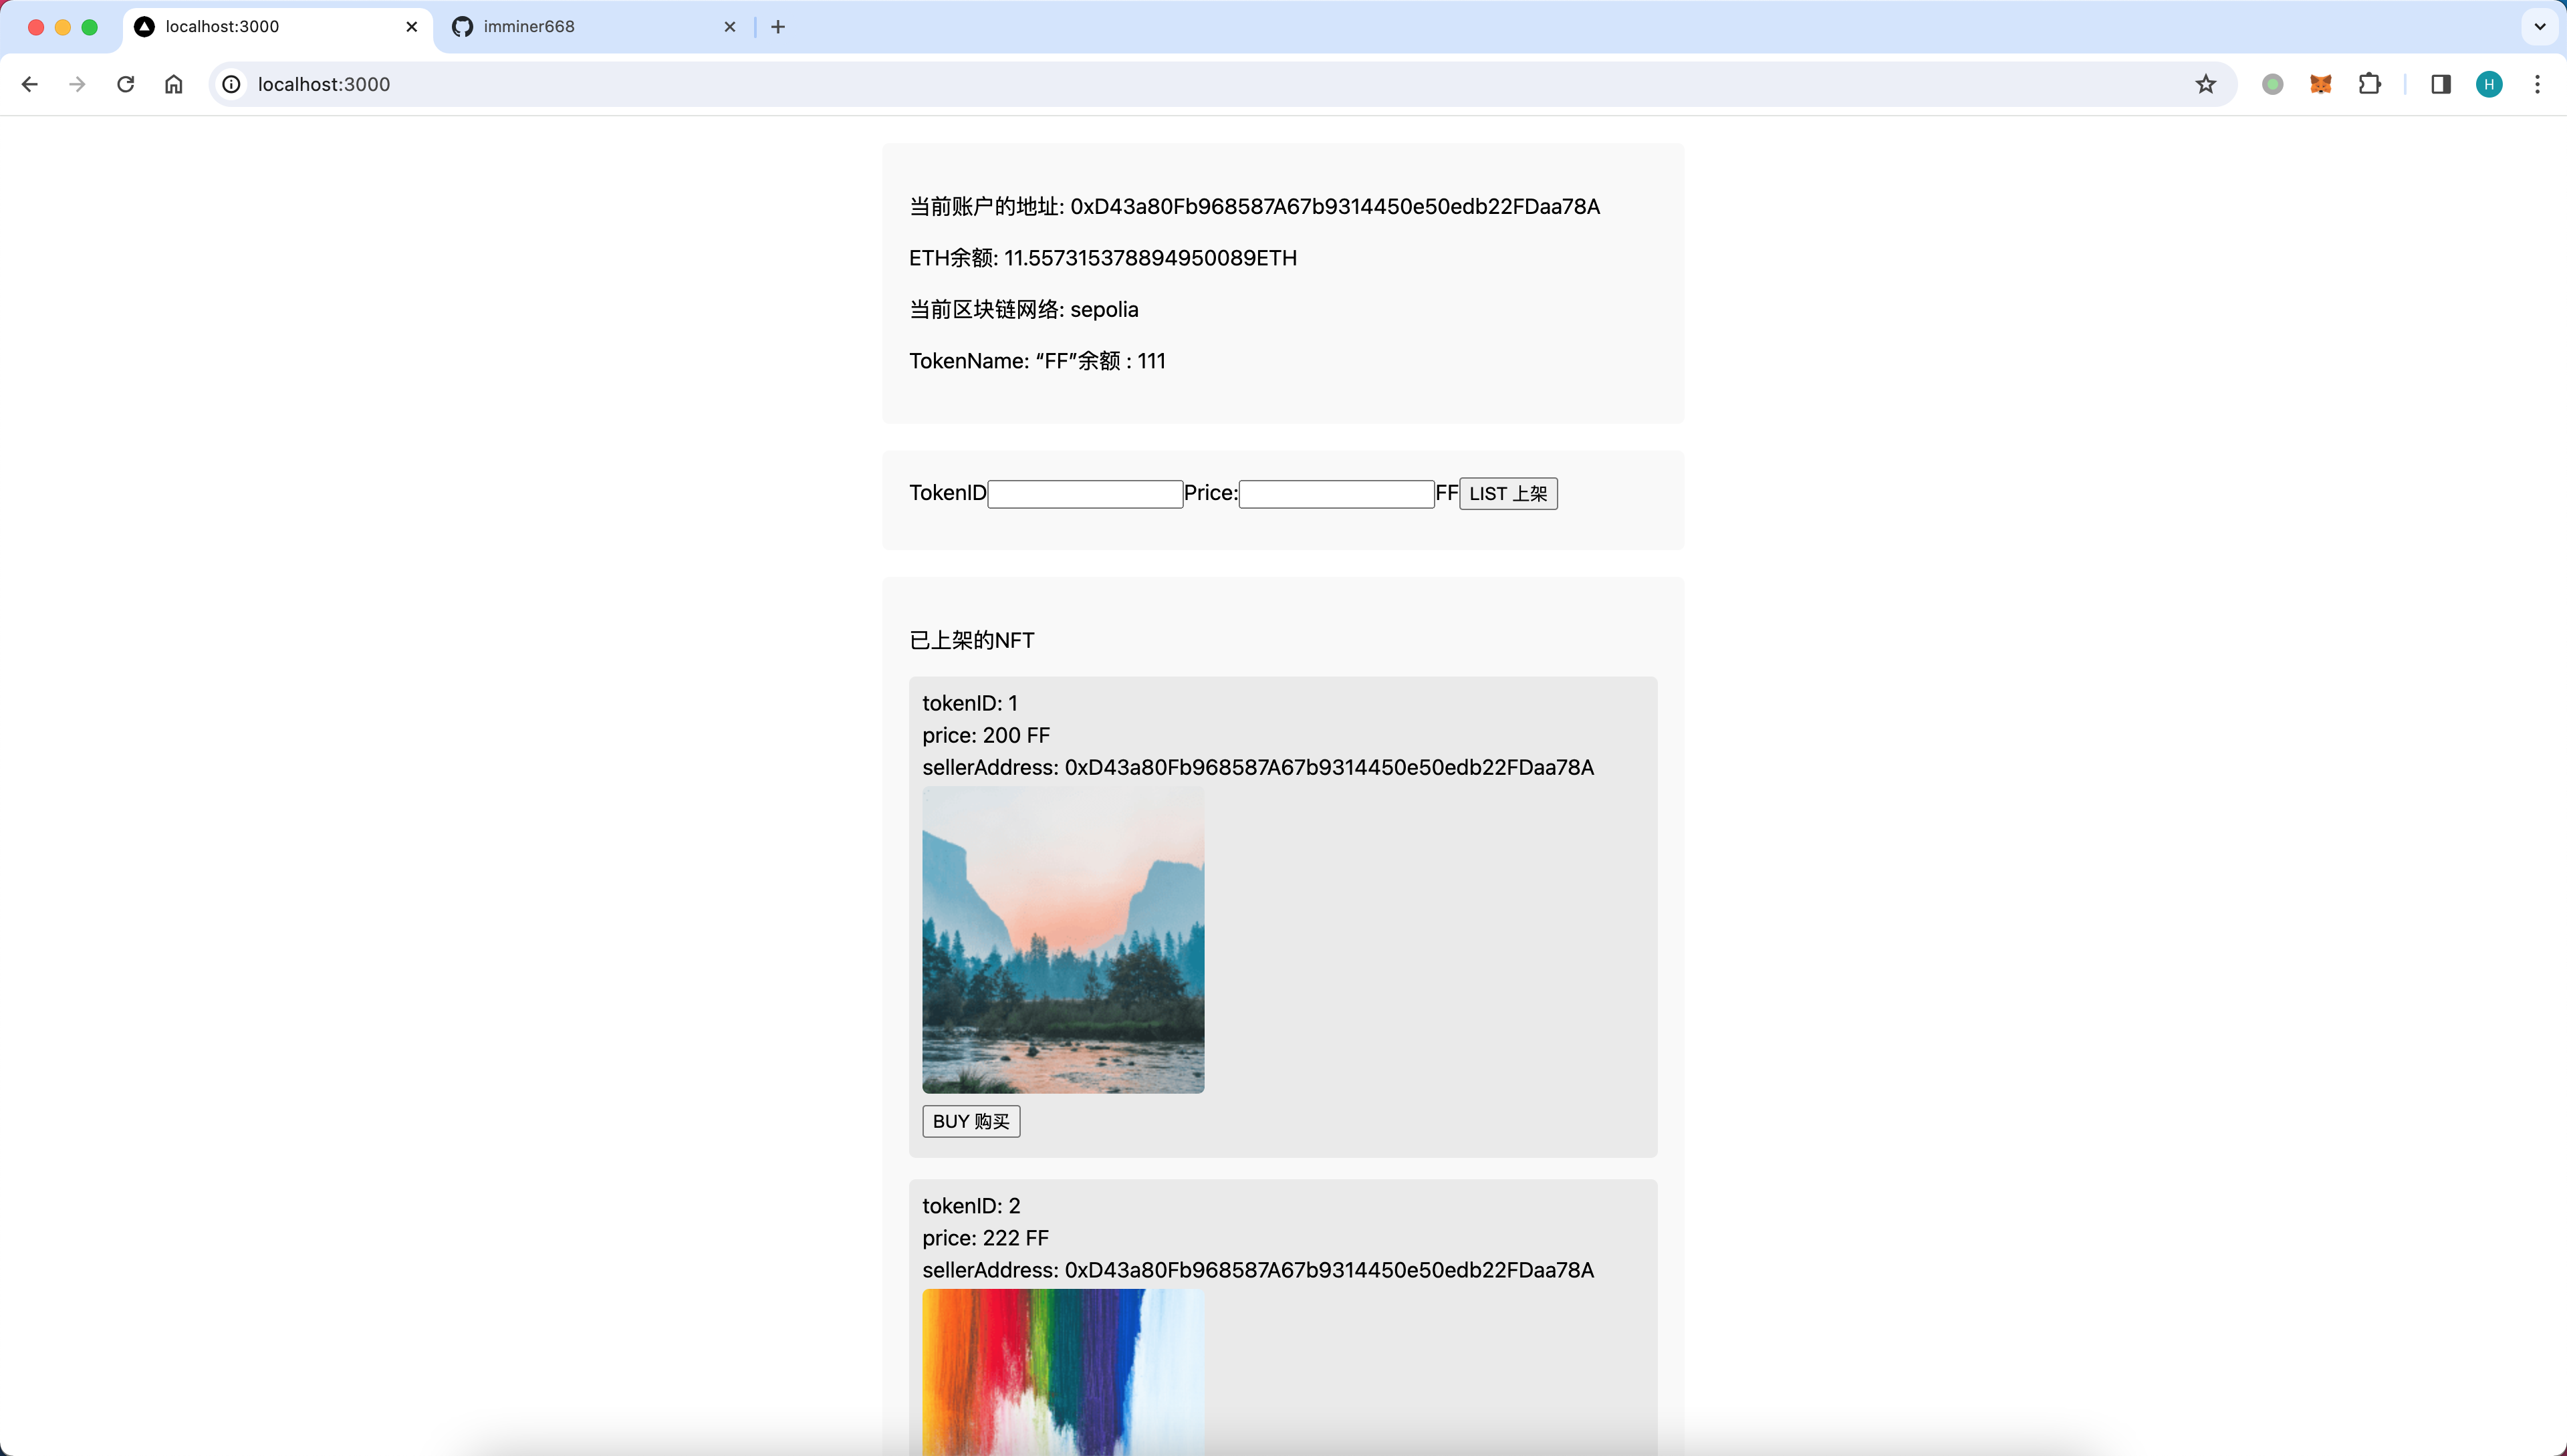 localhost:3000
imminer668
localhost:3000
H
当前账户的地址: 0xD43a80Fb968587A67b9314450e50edb22FDaa78A
ETH余额: 11.557315378894950089ETH
当前区块链网络: sepolia
TokenName: “FF”余额 : 111
TokenID Price: FF LIST 上架
已上架的NFT
tokenID: 1
price: 200 FF
sellerAddress: 0xD43a80Fb968587A67b9314450e50edb22FDaa78A
BUY 购买
tokenID: 2
price: 222 FF
sellerAddress: 0xD43a80Fb968587A67b9314450e50edb22FDaa78A